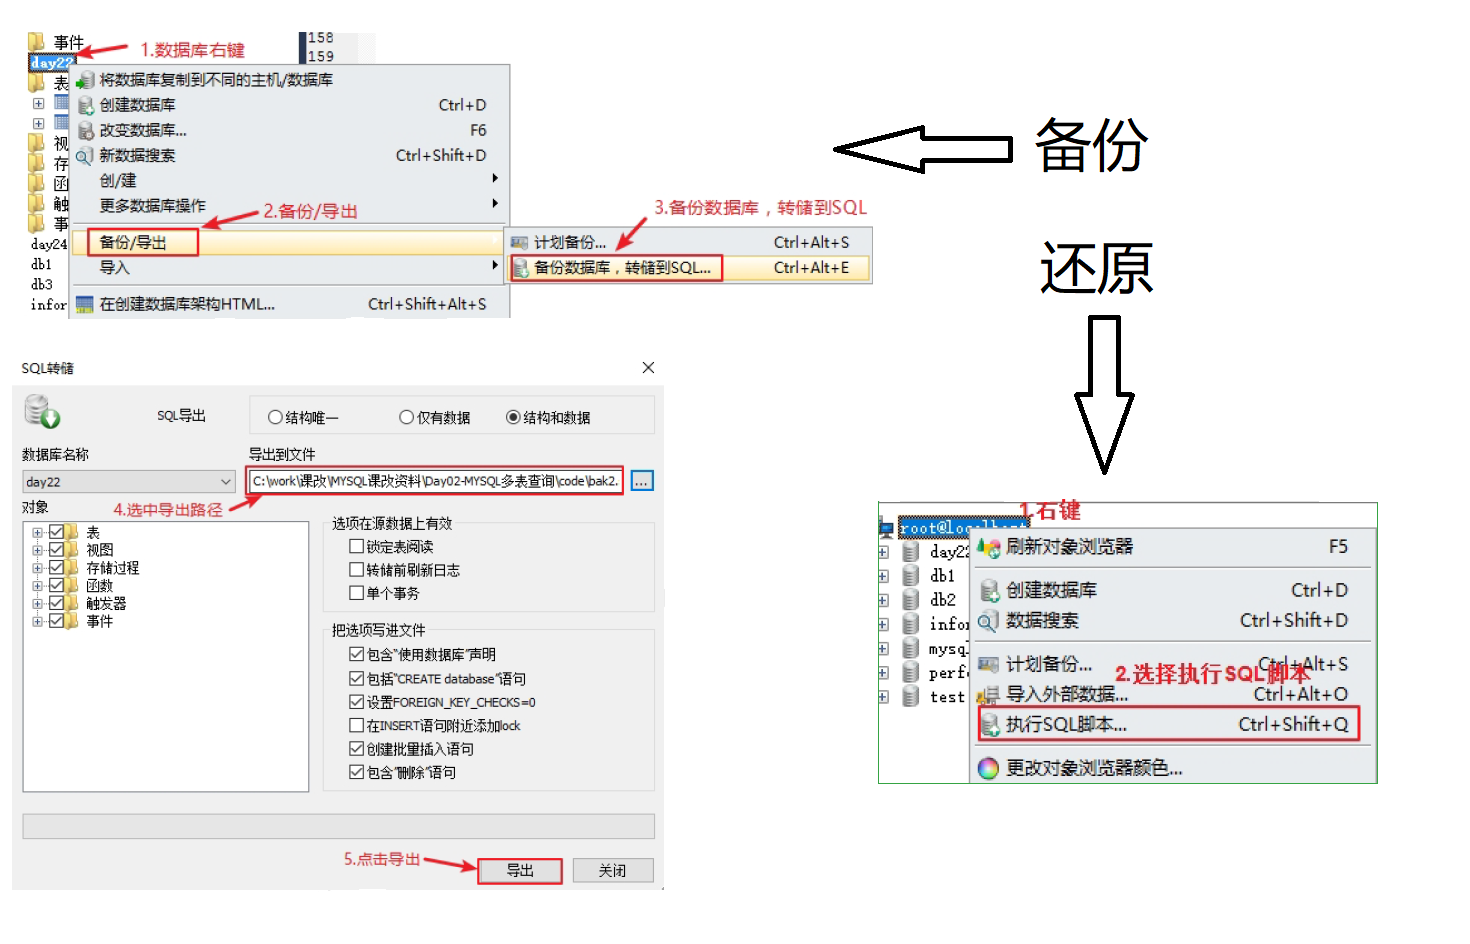 事件
158
1.数据库右键
159
day22
表
将数据库复制到不同的主机/数据库
创建数据库 Ctrl+D
改变数据库... F6
新数据搜索 Ctrl+Shift+D
创/建
更多数据库操作
2.备份/导出
备份/导出
导入
在创建数据库架构HTML... Ctrl+Shift+Alt+S
视
存
函
触
事
day24
db1
db3
infor
3.备份数据库，转储到SQL
计划备份... Ctrl+Alt+S
备份数据库，转储到SQL... Ctrl+Alt+E
备份
还原
SQL转储
SQL导出
结构唯一
仅有数据
结构和数据
数据库名称
导出到文件
day22
C:\work\课改\MYSQL课改资料\Day02-MYSQL多表查询\code\bak2.
...
对象
4.选中导出路径
表
视图
存储过程
函数
触发器
事件
选项在源数据上有效
锁定表阅读
转储前刷新日志
单个事务
把选项写进文件
包含"使用数据库"声明
包括"CREATE database"语句
设置FOREIGN_KEY_CHECKS=0
在INSERT语句附近添加lock
创建批量插入语句
包含"删除"语句
5.点击导出
导出
关闭
1.右键
root@localhost
day22
db1
db2
infor
mysql
perfo
test
刷新对象浏览器 F5
创建数据库 Ctrl+D
数据搜索 Ctrl+Shift+D
计划备份... Ctrl+Alt+S
2.选择执行SQL脚本
导入外部数据... Ctrl+Alt+O
执行SQL脚本... Ctrl+Shift+Q
更改对象浏览器颜色...